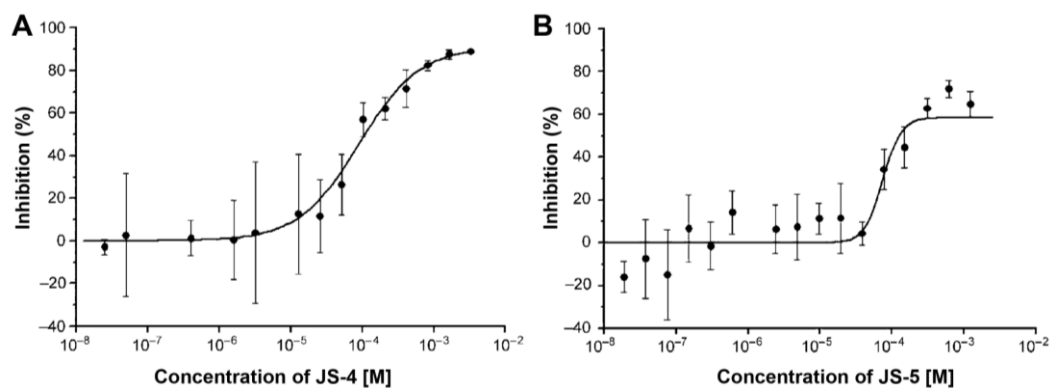 A
100
80
60
40
20
0
–20
–40
Inhibition (%)
10⁻⁸ 10⁻⁷ 10⁻⁶ 10⁻⁵ 10⁻⁴ 10⁻³ 10⁻²
Concentration of JS-4 [M]
B
100
80
60
40
20
0
–20
–40
Inhibition (%)
10⁻⁸ 10⁻⁷ 10⁻⁶ 10⁻⁵ 10⁻⁴ 10⁻³ 10⁻²
Concentration of JS-5 [M]